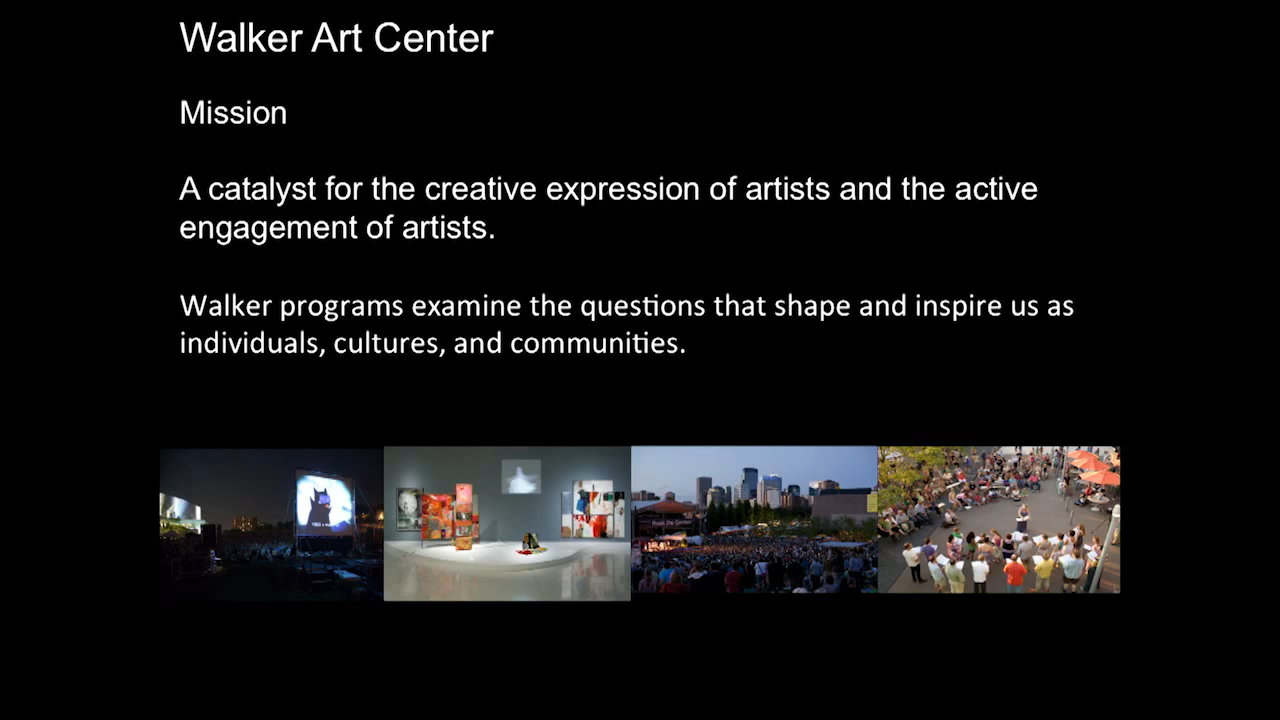 Walker Art Center
Mission
A catalyst for the creative expression of artists and the active
engagement of artists.
Walker programs examine the questions that shape and inspire us as
individuals, cultures, and communities.